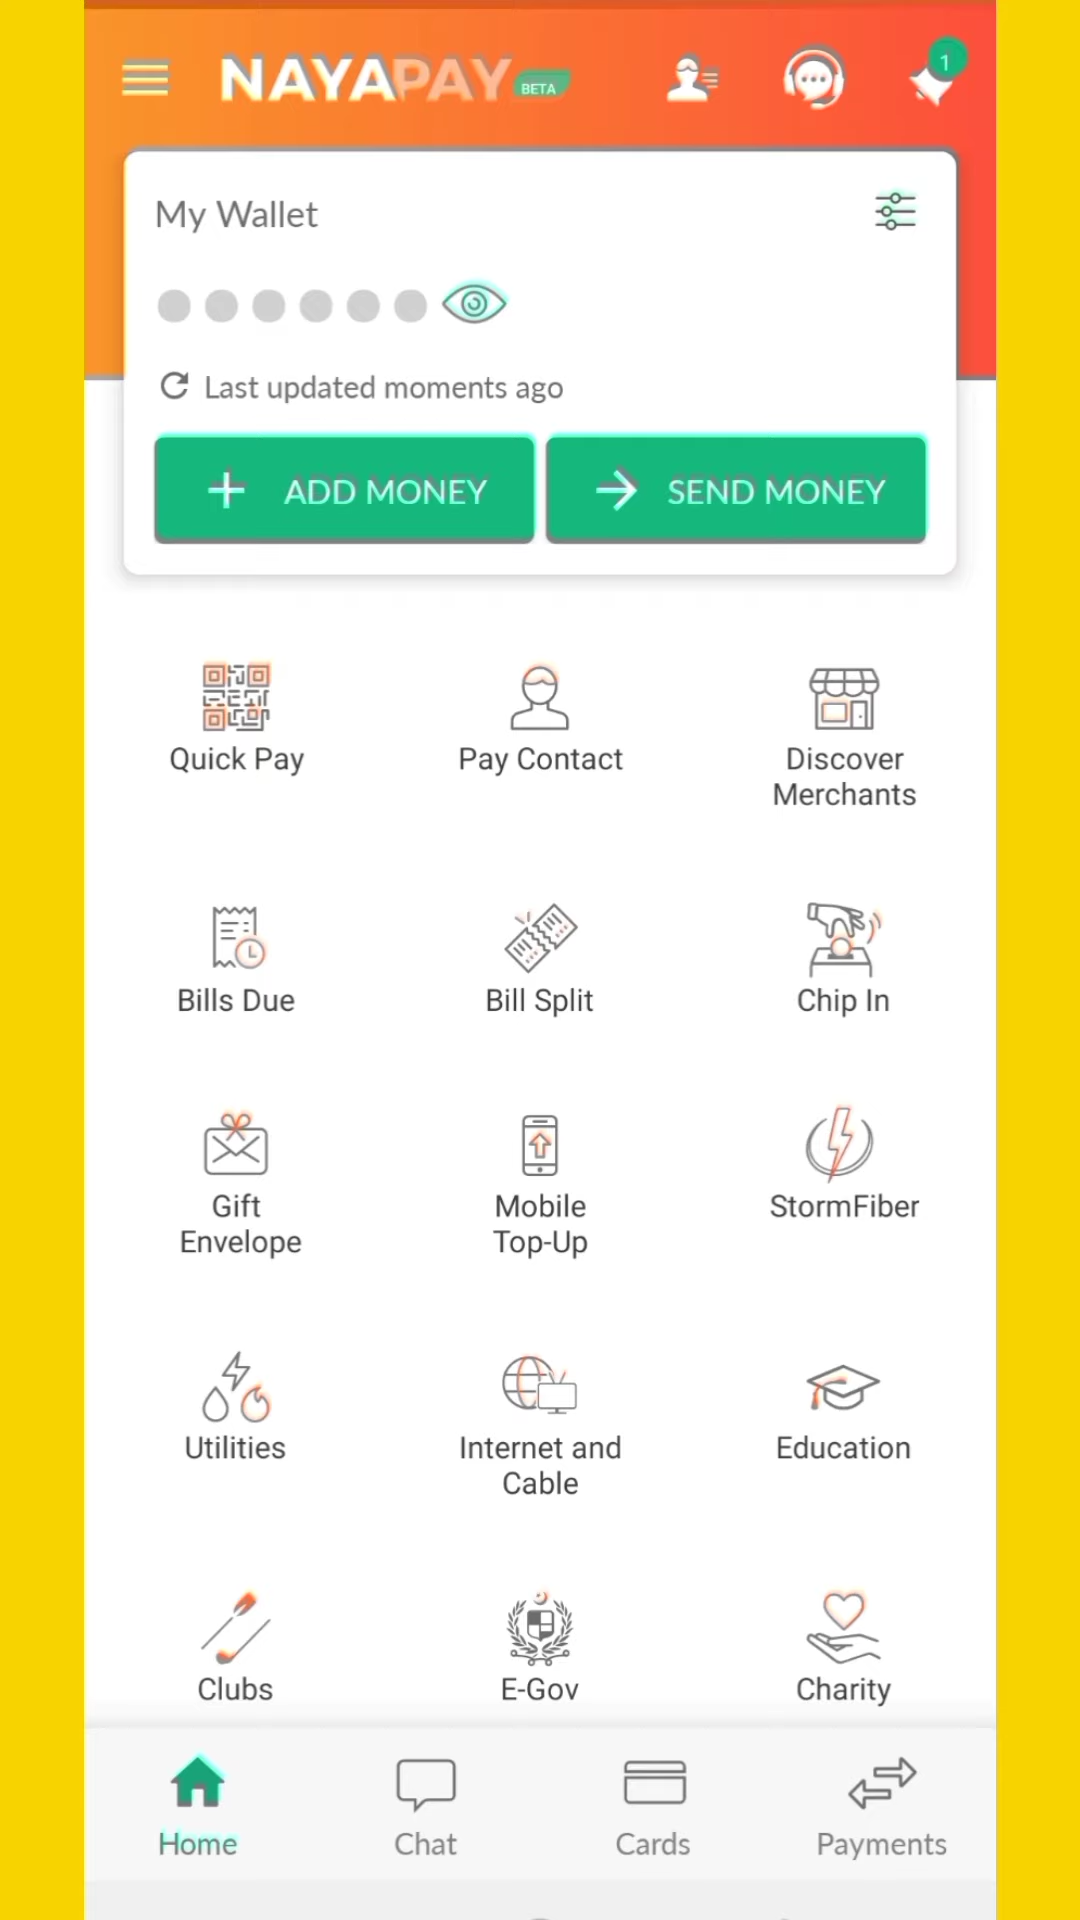 NAYAPAY BETA
1
My Wallet
Last updated moments ago
ADD MONEY
SEND MONEY
Quick Pay
Pay Contact
Discover
Merchants
Bills Due
Bill Split
Chip In
Gift
Envelope
Mobile
Top-Up
StormFiber
Utilities
Internet and
Cable
Education
Clubs
E-Gov
Charity
Home
Chat
Cards
Payments